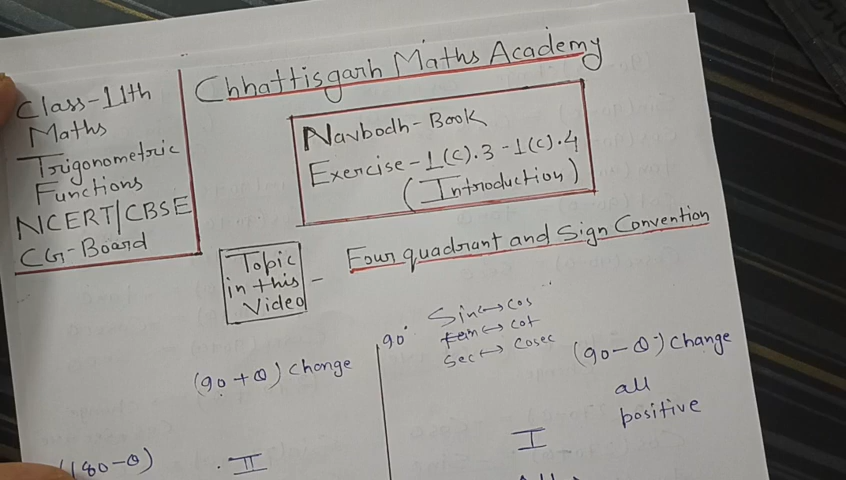 Chhattisgarh Maths Academy
Class-11th
Maths
Trigonometric
Functions
NCERT/CBSE
CG-Board
Navbodh-Book
Exercise-1(c).3-1(c).4
(Introduction)
Topic
in this
Video
- Four quadrant and Sign Convention
90°
Sin↔cos
tan↔cot
Sec↔Cosec
(90+θ) Change
(90-θ) Change
all
positive
I
(180-θ)
II